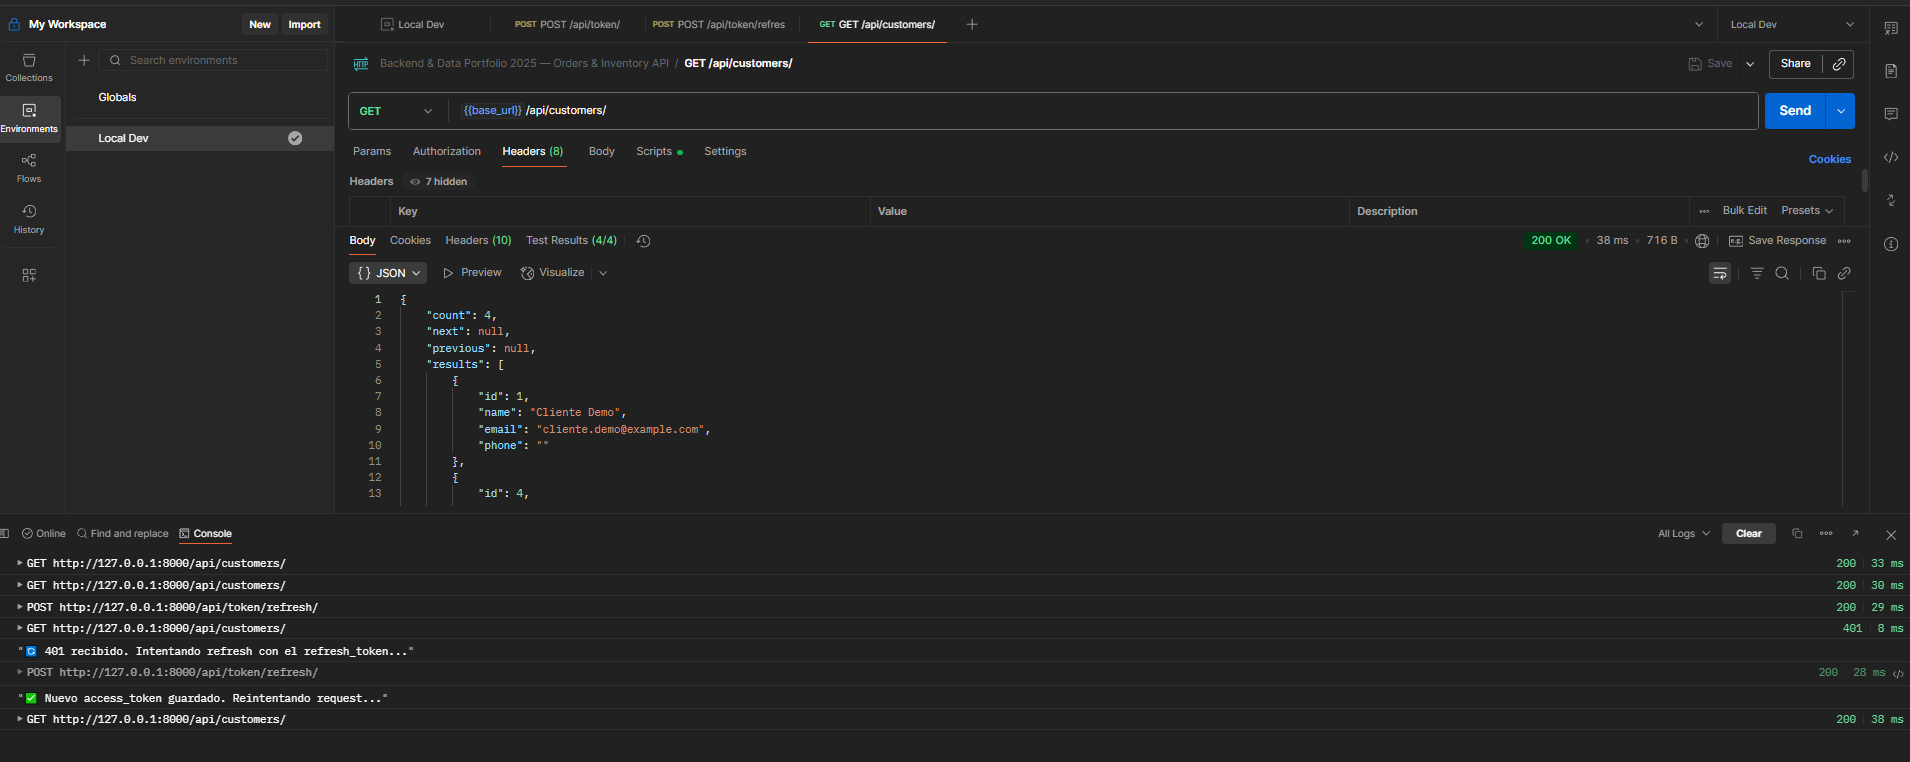 My Workspace
New
Import
Local Dev
POST POST /api/token/
POST POST /api/token/refres
GET GET /api/customers/
Local Dev
Collections
Environments
Flows
History
Search environments
Globals
Local Dev
HTTP Backend & Data Portfolio 2025 — Orders & Inventory API / GET /api/customers/
Save
Share
GET
{{base_url}} /api/customers/
Send
Params
Authorization
Headers (8)
Body
Scripts
Settings
Cookies
Headers
7 hidden
Key
Value
Description
Bulk Edit
Presets
Body
Cookies
Headers (10)
Test Results (4/4)
200 OK
38 ms
716 B
e.g.
Save Response
{ } JSON
Preview
Visualize
1 {
2 "count": 4,
3 "next": null,
4 "previous": null,
5 "results": [
6 {
7 "id": 1,
8 "name": "Cliente Demo",
9 "email": "cliente.demo@example.com",
10 "phone": ""
11 },
12 {
13 "id": 4,
Online
Find and replace
Console
All Logs
Clear
GET http://127.0.0.1:8000/api/customers/ 200 33 ms
GET http://127.0.0.1:8000/api/customers/ 200 30 ms
POST http://127.0.0.1:8000/api/token/refresh/ 200 29 ms
GET http://127.0.0.1:8000/api/customers/ 401 8 ms
"🔄 401 recibido. Intentando refresh con el refresh_token..."
POST http://127.0.0.1:8000/api/token/refresh/ 200 28 ms
"✅ Nuevo access_token guardado. Reintentando request..."
GET http://127.0.0.1:8000/api/customers/ 200 38 ms